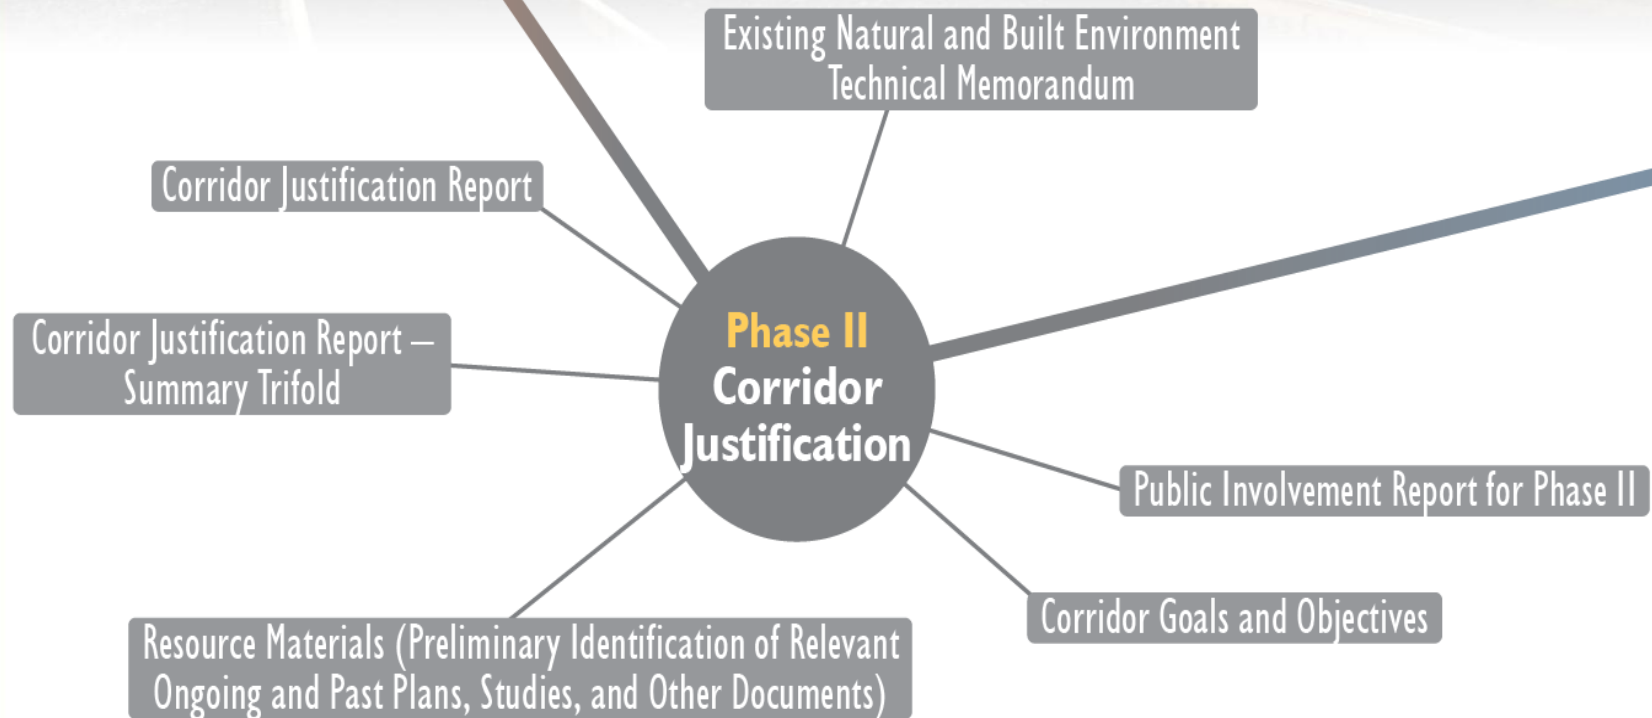 Existing Natural and Built Environment
Technical Memorandum
Corridor Justification Report
Corridor Justification Report –
Summary Trifold
Phase II
Corridor
Justification
Public Involvement Report for Phase II
Corridor Goals and Objectives
Resource Materials (Preliminary Identification of Relevant
Ongoing and Past Plans, Studies, and Other Documents)